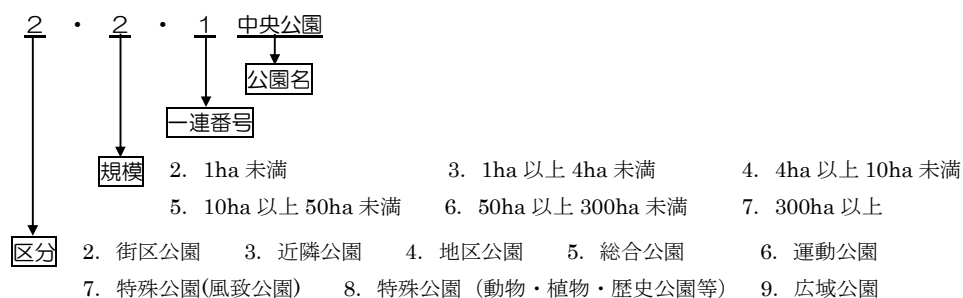 2 ・ 2 ・ 1 中央公園
公園名
一連番号
規模 2. 1ha 未満 3. 1ha 以上 4ha 未満 4. 4ha 以上 10ha 未満
5. 10ha 以上 50ha 未満 6. 50ha 以上 300ha 未満 7. 300ha 以上
区分 2. 街区公園 3. 近隣公園 4. 地区公園 5. 総合公園 6. 運動公園
7. 特殊公園(風致公園) 8. 特殊公園（動物・植物・歴史公園等） 9. 広域公園